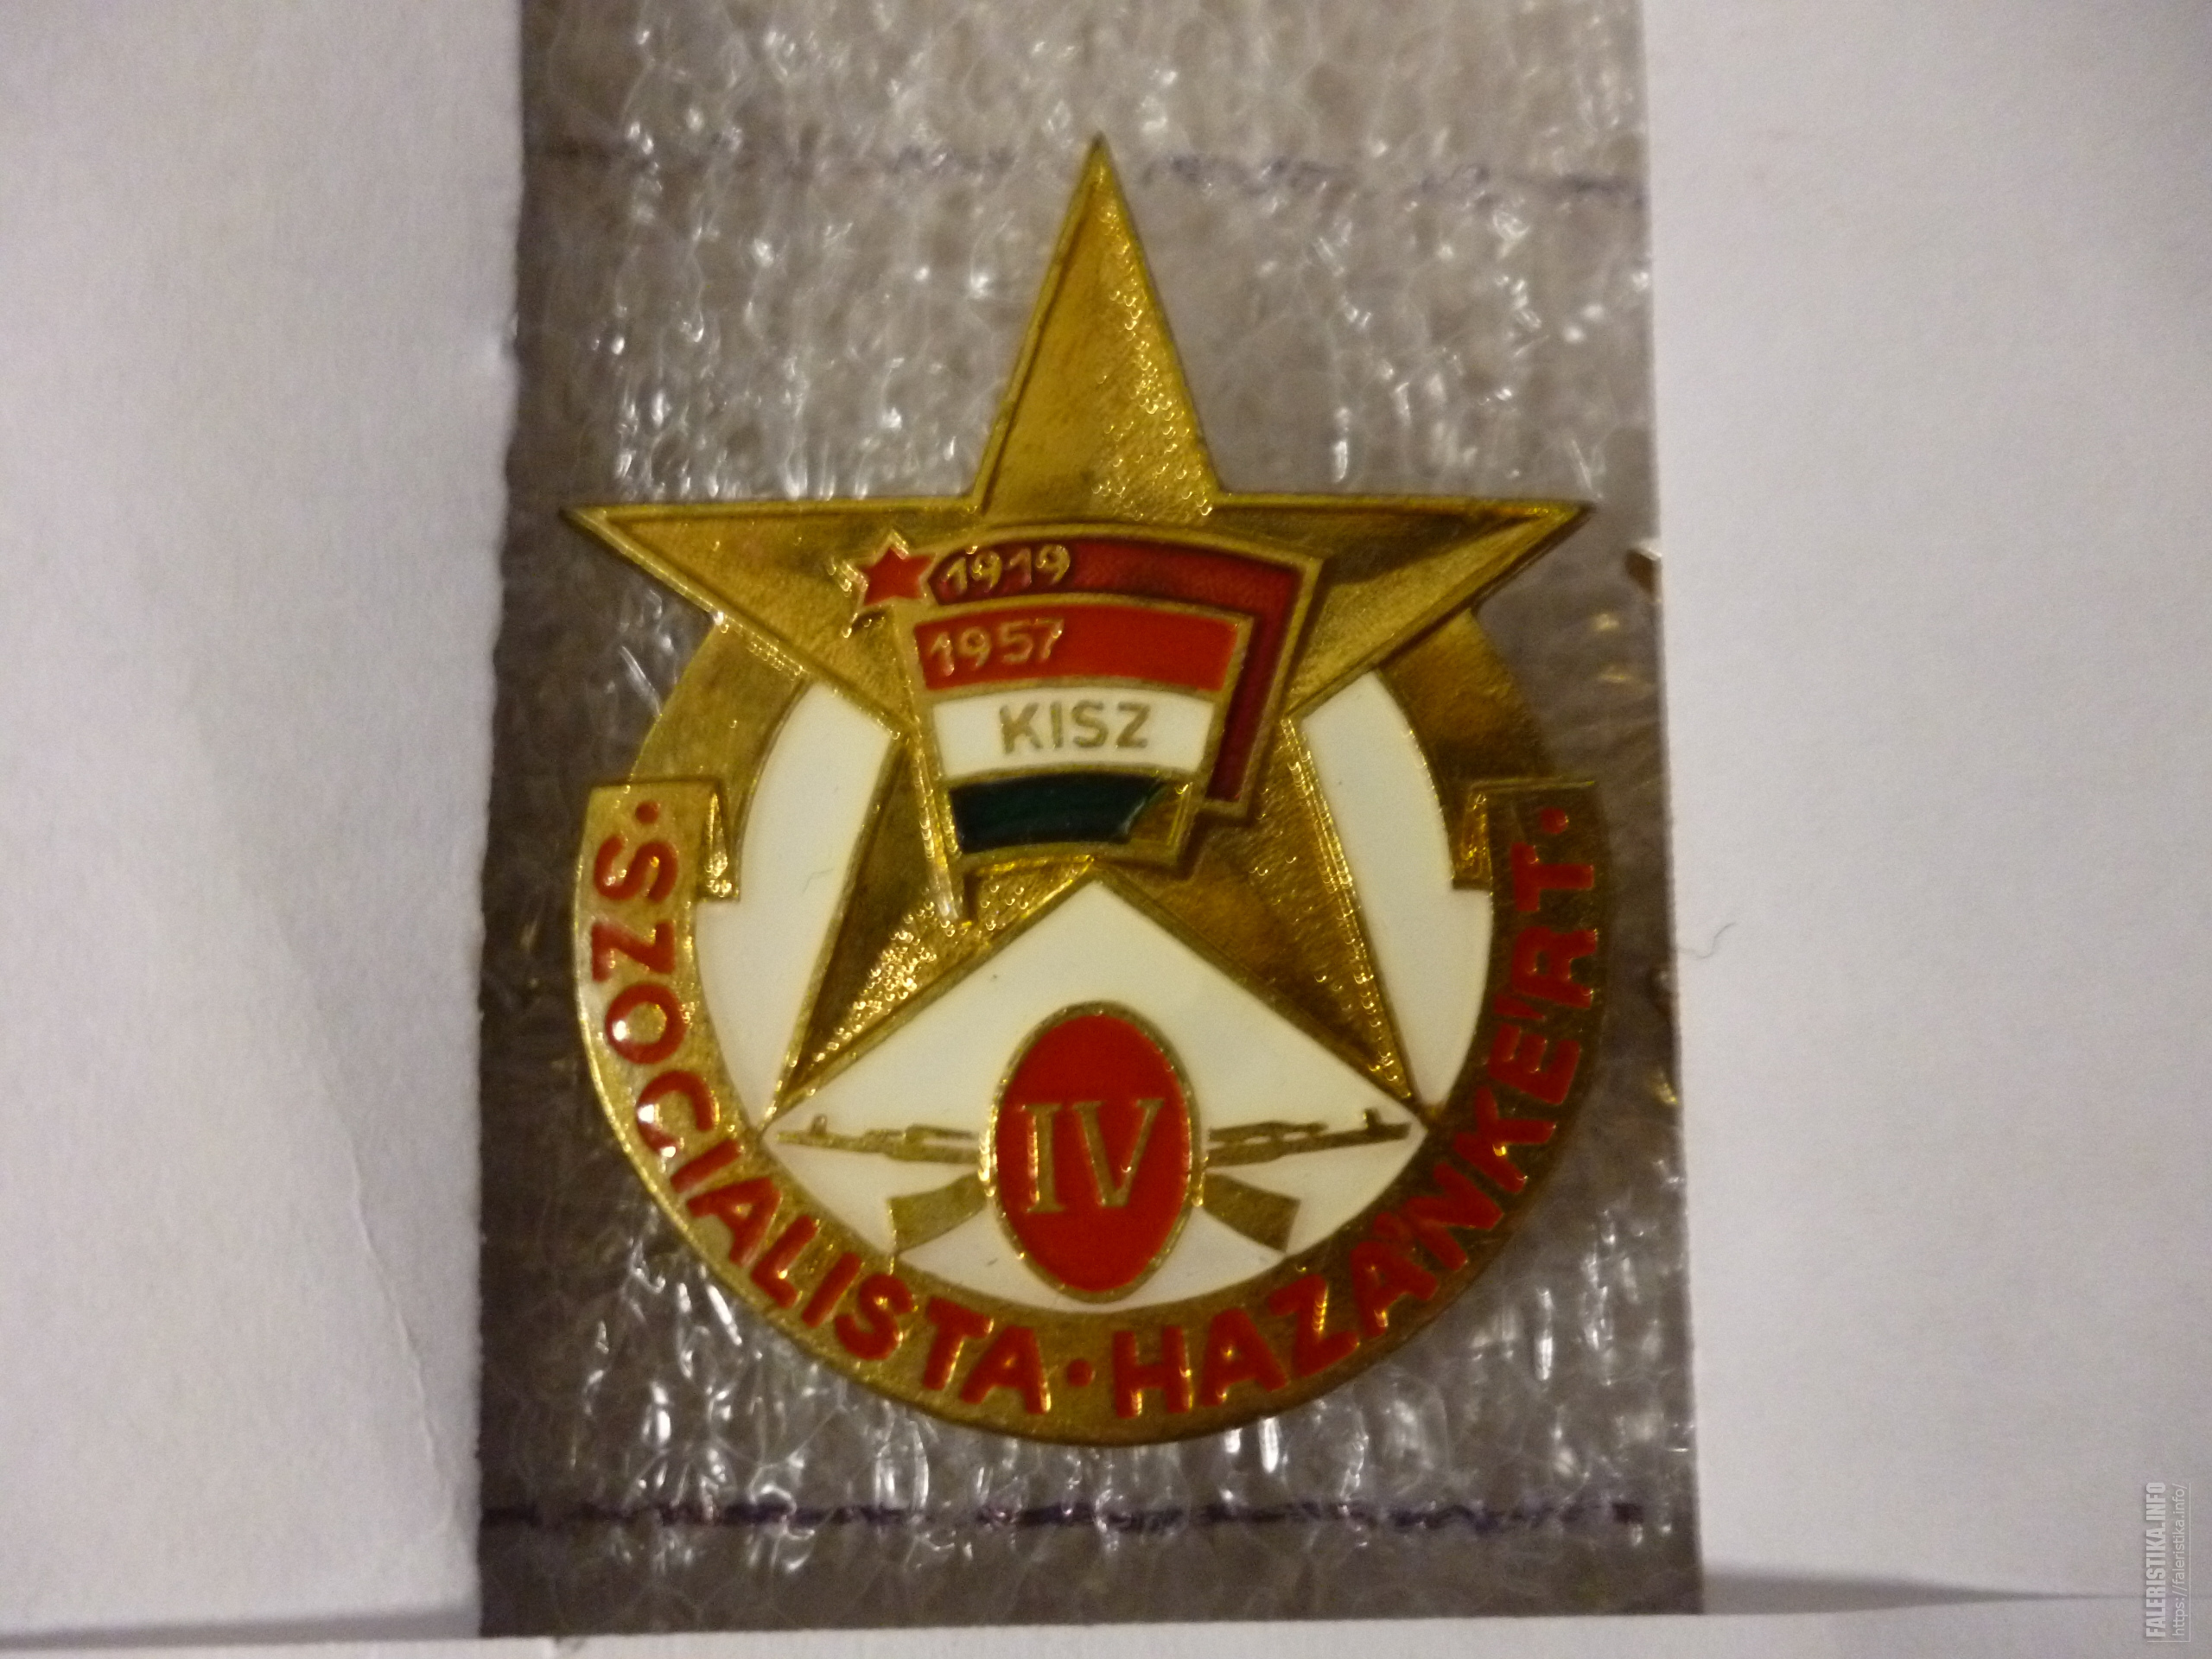 1919
1957
KISZ
IV
·SZOCIALISTA·HAZÁNKÉRT·
FALERISTIKA.INFO
https://faleristika.info/